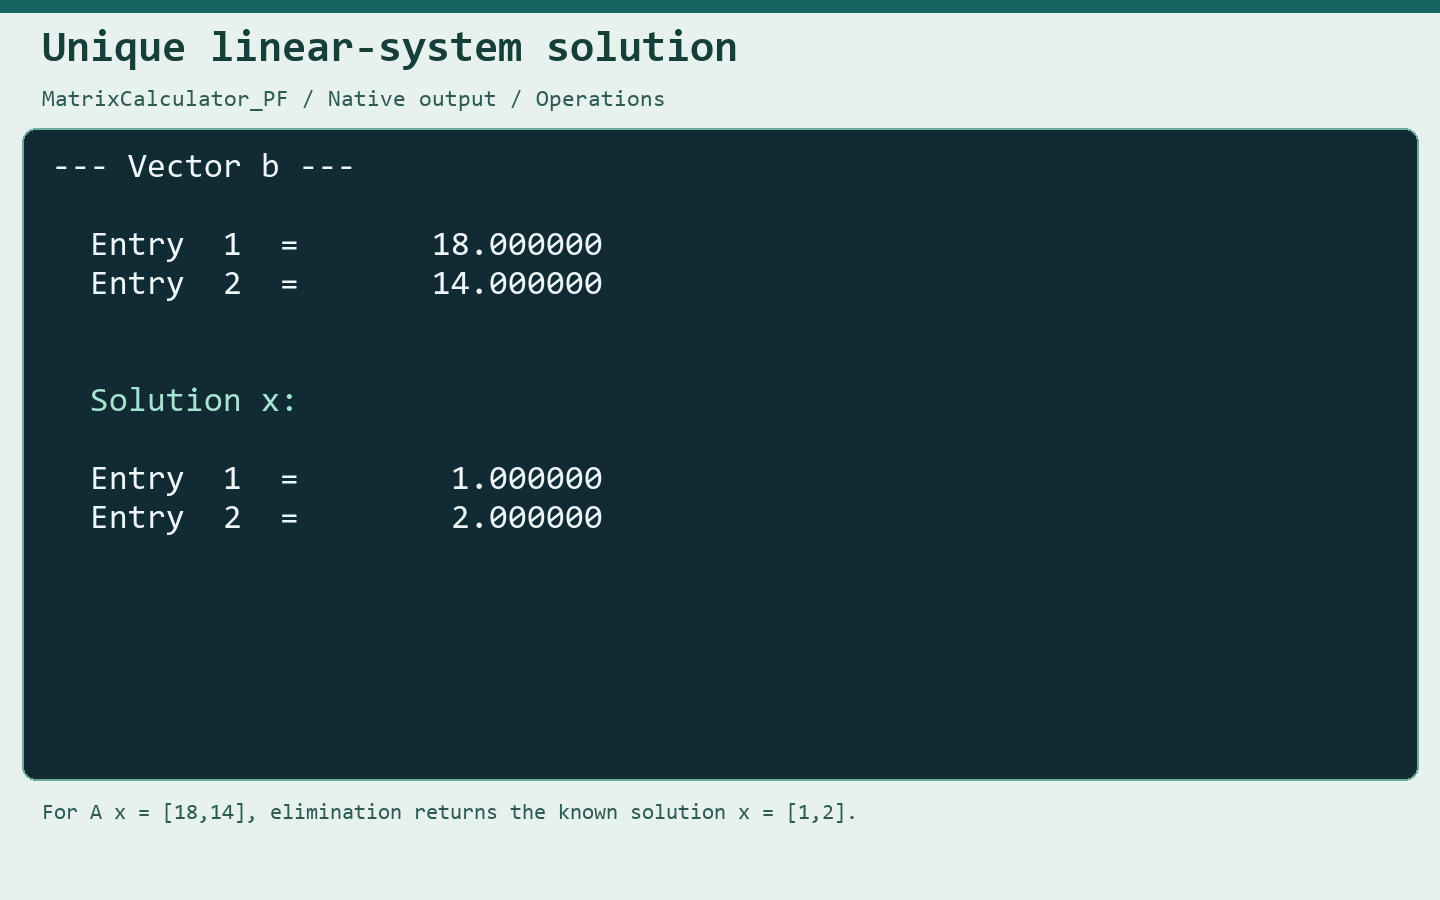 Unique linear-system solution
MatrixCalculator_PF / Native output / Operations
--- Vector b ---
Entry 1 = 18.000000
Entry 2 = 14.000000
Solution x:
Entry 1 = 1.000000
Entry 2 = 2.000000
For A x = [18,14], elimination returns the known solution x = [1,2].